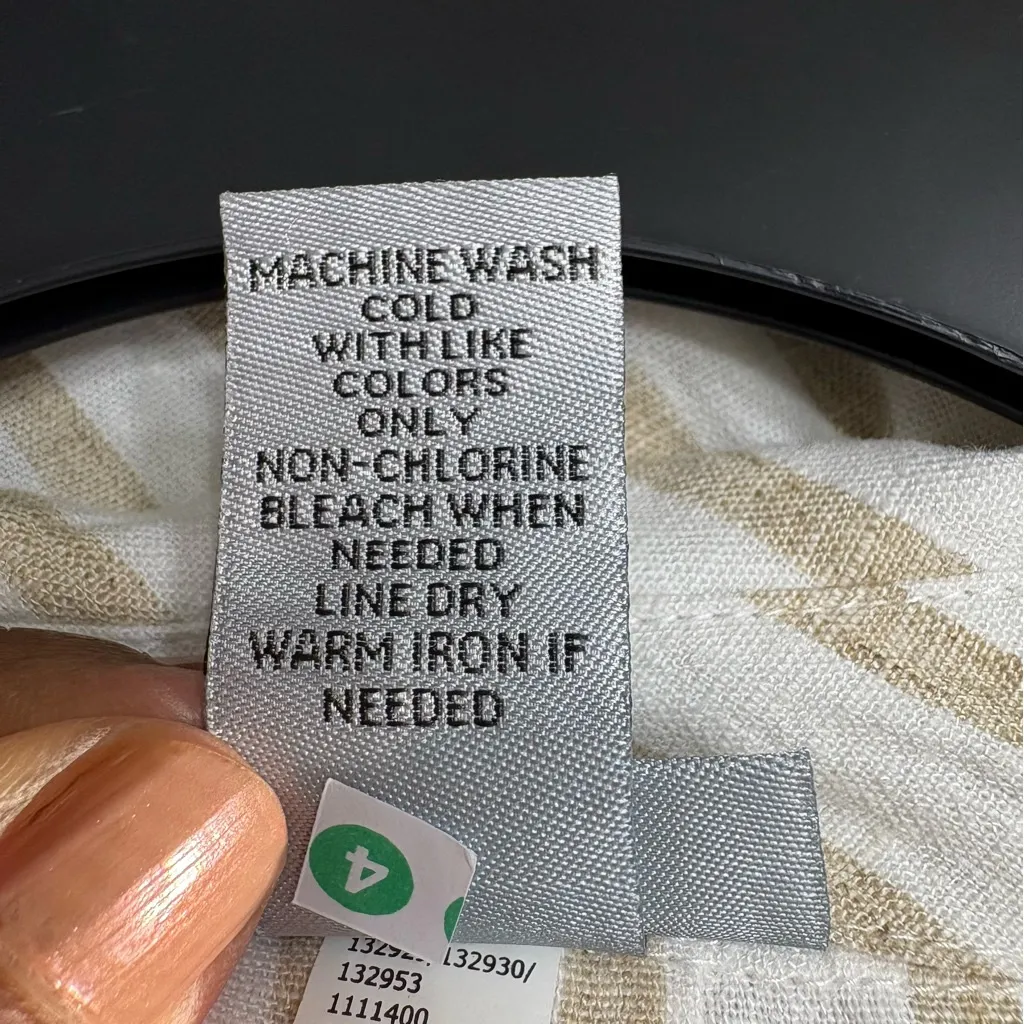 MACHINE WASH
COLD
WITH LIKE
COLORS
ONLY
NON-CHLORINE
BLEACH WHEN
NEEDED
LINE DRY
WARM IRON IF
NEEDED
4
132930/
132953
1111400